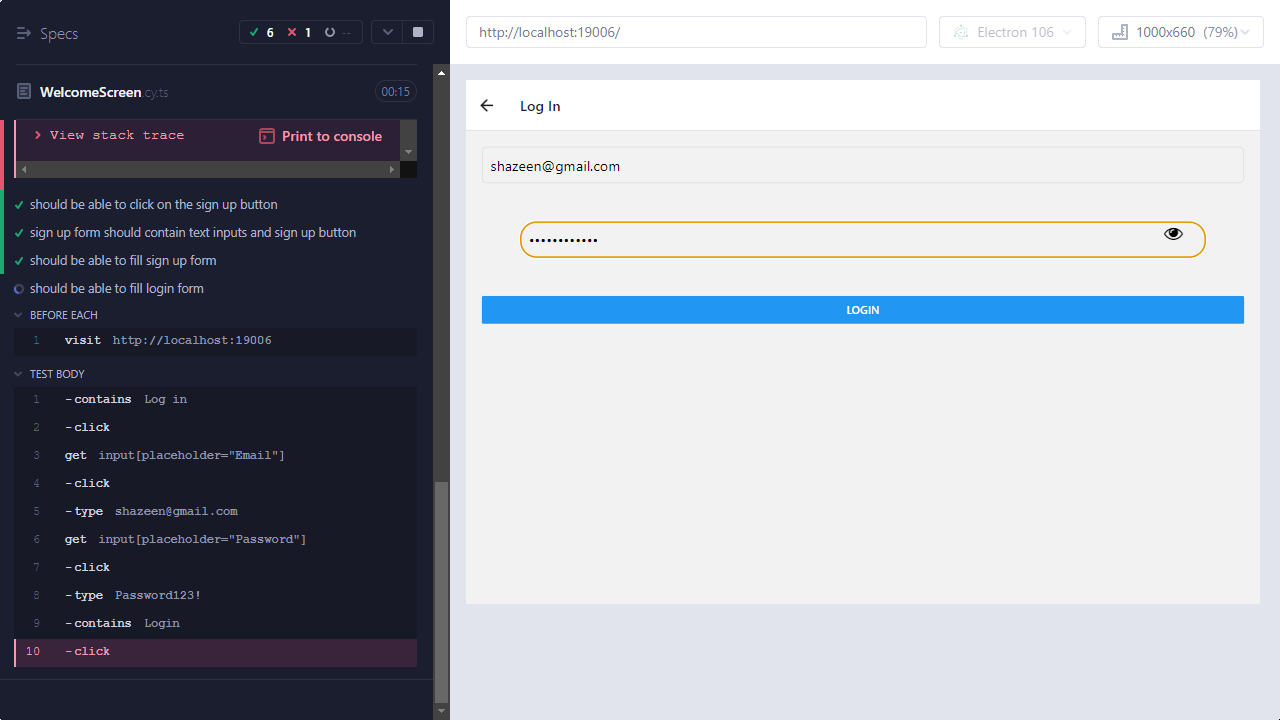 Specs
6 1 --
WelcomeScreen.cy.ts 00:15
View stack trace Print to console
should be able to click on the sign up button
sign up form should contain text inputs and sign up button
should be able to fill sign up form
should be able to fill login form
BEFORE EACH
1 visit http://localhost:19006
TEST BODY
1 -contains Log in
2 -click
3 get input[placeholder="Email"]
4 -click
5 -type shazeen@gmail.com
6 get input[placeholder="Password"]
7 -click
8 -type Password123!
9 -contains Login
10 -click
http://localhost:19006/
Electron 106
1000x660 (79%)
Log In
shazeen@gmail.com
••••••••••••
LOGIN